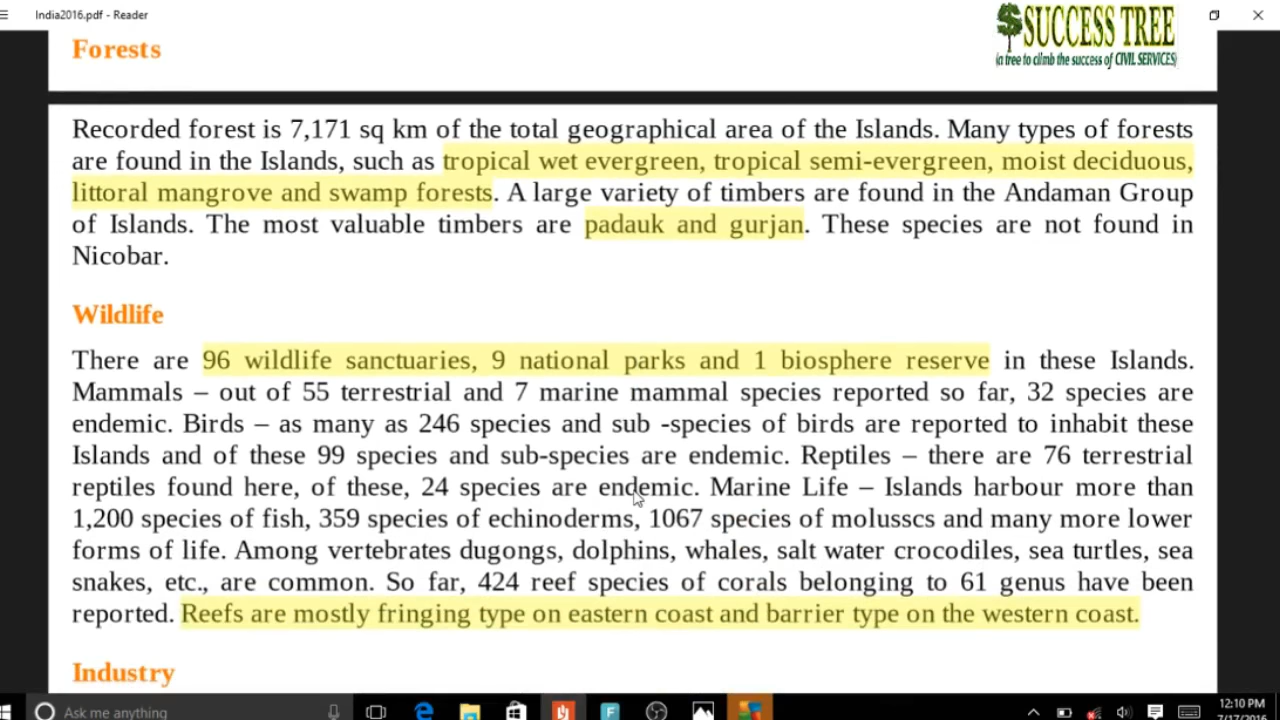 India2016.pdf - Reader
SUCCESS TREE
(a tree to climb the success of CIVIL SERVICES)
Forests
Recorded forest is 7,171 sq km of the total geographical area of the Islands. Many types of forests
are found in the Islands, such as tropical wet evergreen, tropical semi-evergreen, moist deciduous,
littoral mangrove and swamp forests. A large variety of timbers are found in the Andaman Group
of Islands. The most valuable timbers are padauk and gurjan. These species are not found in
Nicobar.
Wildlife
There are 96 wildlife sanctuaries, 9 national parks and 1 biosphere reserve in these Islands.
Mammals – out of 55 terrestrial and 7 marine mammal species reported so far, 32 species are
endemic. Birds – as many as 246 species and sub -species of birds are reported to inhabit these
Islands and of these 99 species and sub-species are endemic. Reptiles – there are 76 terrestrial
reptiles found here, of these, 24 species are endemic. Marine Life – Islands harbour more than
1,200 species of fish, 359 species of echinoderms, 1067 species of molusscs and many more lower
forms of life. Among vertebrates dugongs, dolphins, whales, salt water crocodiles, sea turtles, sea
snakes, etc., are common. So far, 424 reef species of corals belonging to 61 genus have been
reported. Reefs are mostly fringing type on eastern coast and barrier type on the western coast.
Industry
Ask me anything
12:10 PM
7/17/2016